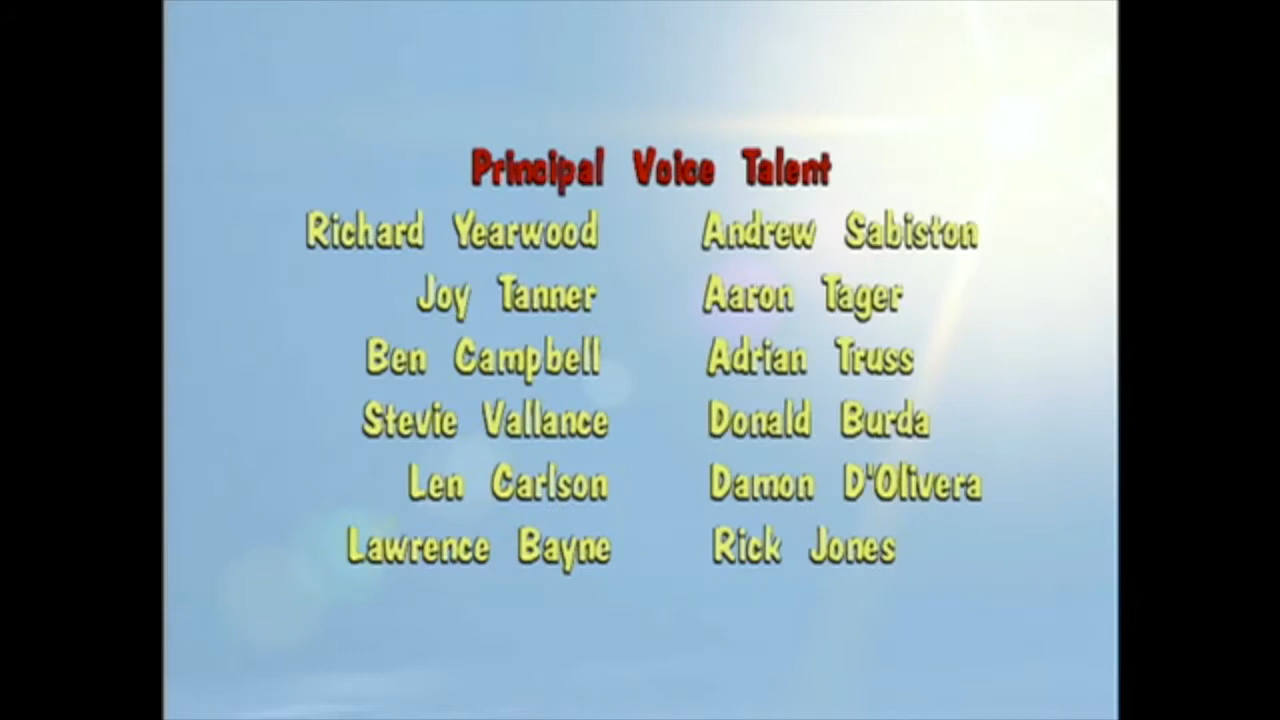 Principal Voice Talent
Richard Yearwood Andrew Sabiston
Joy Tanner Aaron Tager
Ben Campbell Adrian Truss
Stevie Vallance Donald Burda
Len Carlson Damon D'Olivera
Lawrence Bayne Rick Jones